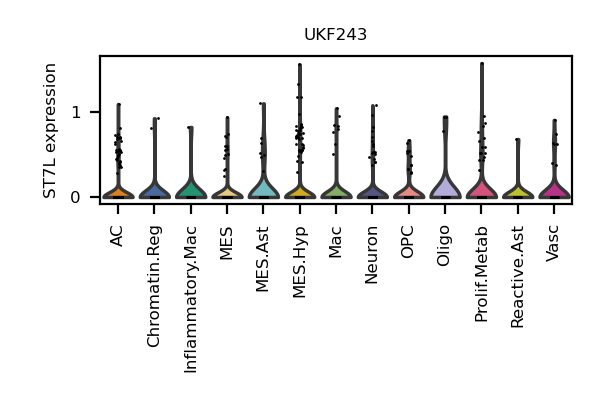 UKF243
ST7L expression
1
0
AC
Chromatin.Reg
Inflammatory.Mac
MES
MES.Ast
MES.Hyp
Mac
Neuron
OPC
Oligo
Prolif.Metab
Reactive.Ast
Vasc